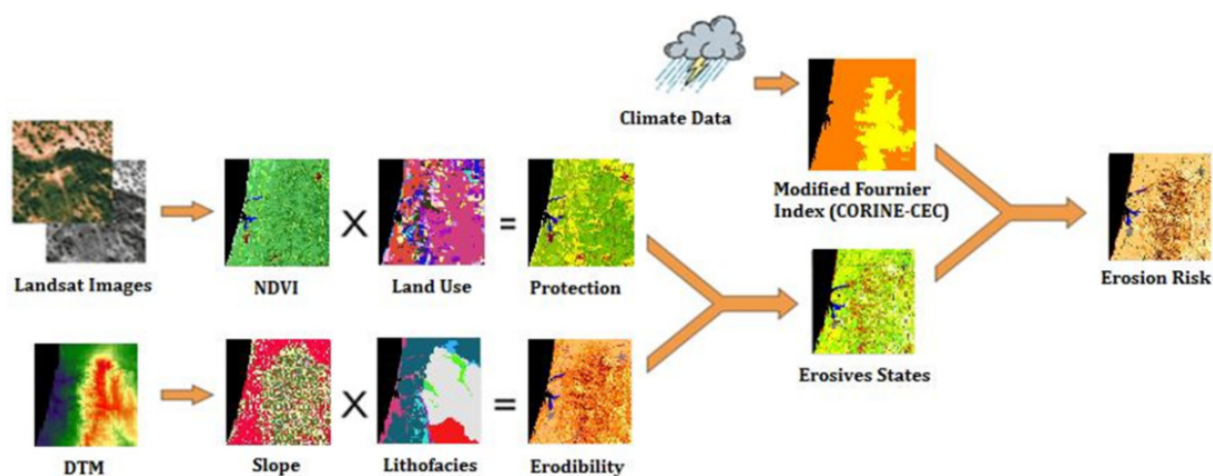 Climate Data
Modified Fournier
Index (CORINE-CEC)
Landsat Images
NDVI
X
Land Use
=
Protection
Erosion Risk
DTM
Slope
X
Lithofacies
=
Erodibility
Erosives States